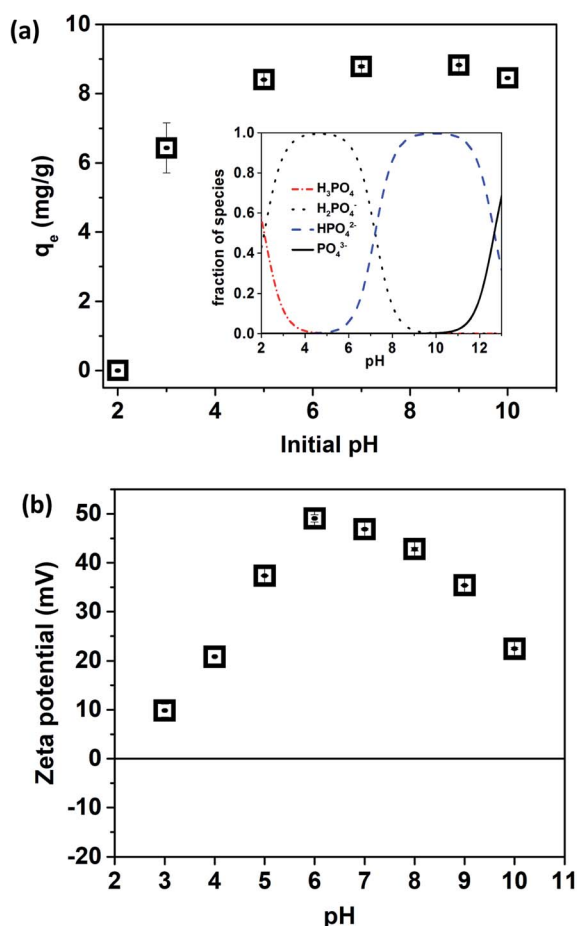 (a)
10
8
6
4
2
0
q_e (mg/g)
2 4 6 8 10
Initial pH
1.0
0.8
0.6
0.4
0.2
0.0
fraction of species
H₃PO₄
H₂PO₄⁻
HPO₄²⁻
PO₄³⁻
2 4 6 8 10 12
pH
(b)
50
40
30
20
10
0
-10
-20
Zeta potential (mV)
2 3 4 5 6 7 8 9 10 11
pH